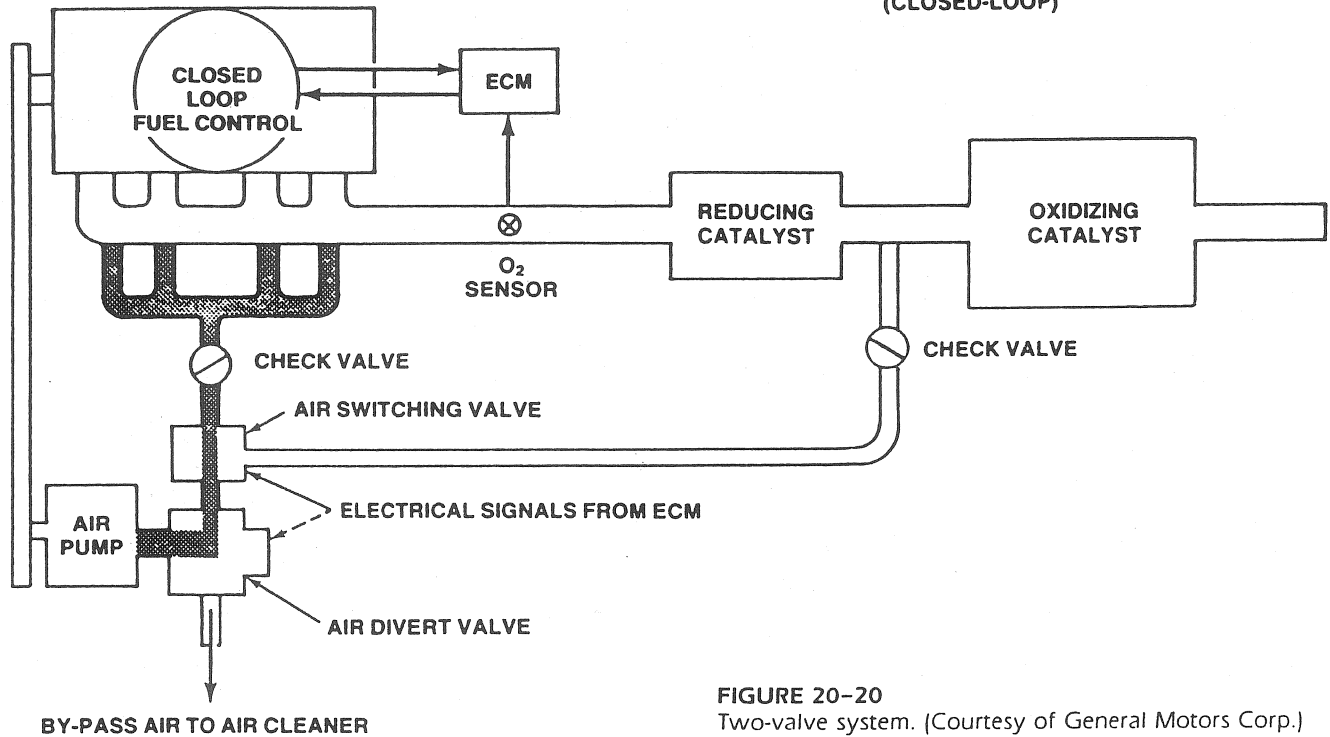 (CLOSED-LOOP)
CLOSED
LOOP
FUEL CONTROL
ECM
REDUCING
CATALYST
OXIDIZING
CATALYST
O₂
SENSOR
CHECK VALVE
CHECK VALVE
AIR SWITCHING VALVE
ELECTRICAL SIGNALS FROM ECM
AIR
PUMP
AIR DIVERT VALVE
BY-PASS AIR TO AIR CLEANER
FIGURE 20-20
Two-valve system. (Courtesy of General Motors Corp.)